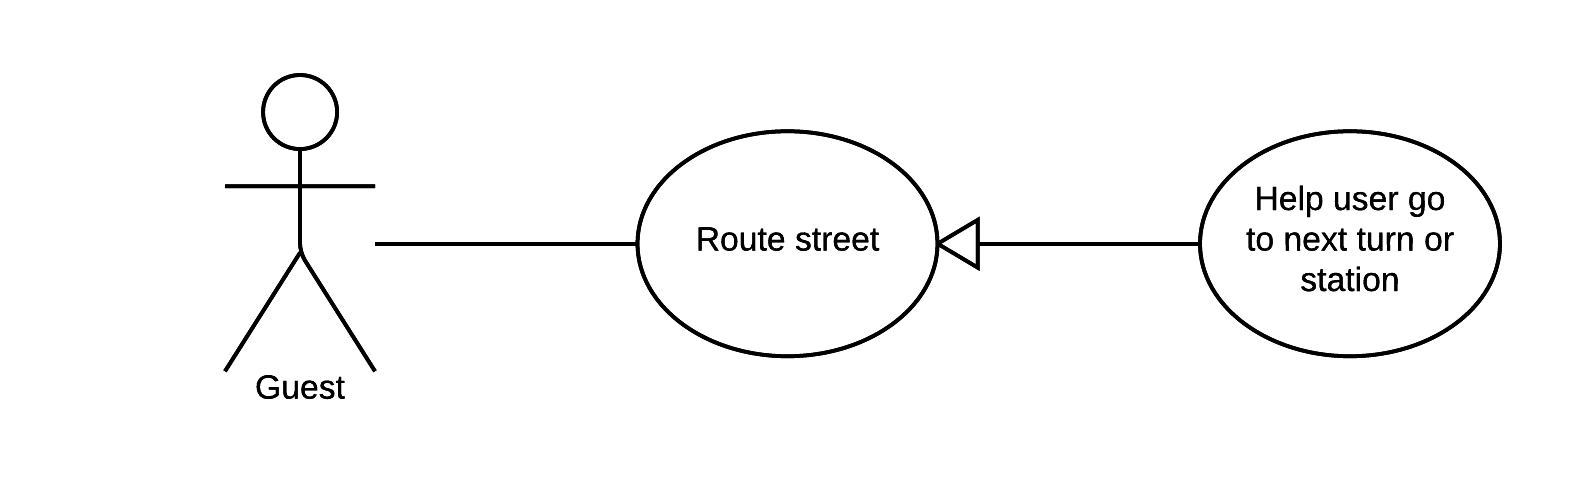 Route street
Help user go
to next turn or
station
Guest